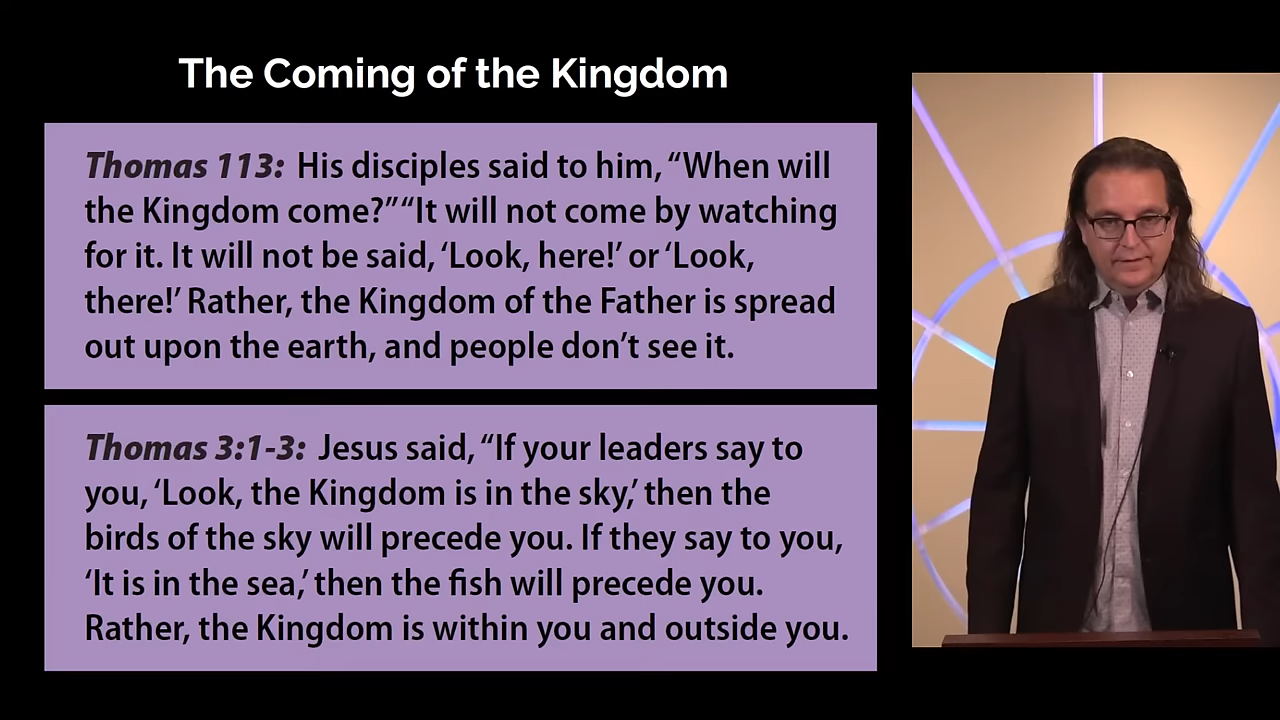 The Coming of the Kingdom
Thomas 113: His disciples said to him, “When will
the Kingdom come?” “It will not come by watching
for it. It will not be said, ‘Look, here!’ or ‘Look,
there!’ Rather, the Kingdom of the Father is spread
out upon the earth, and people don’t see it.
Thomas 3:1-3: Jesus said, “If your leaders say to
you, ‘Look, the Kingdom is in the sky,’ then the
birds of the sky will precede you. If they say to you,
‘It is in the sea,’ then the fish will precede you.
Rather, the Kingdom is within you and outside you.